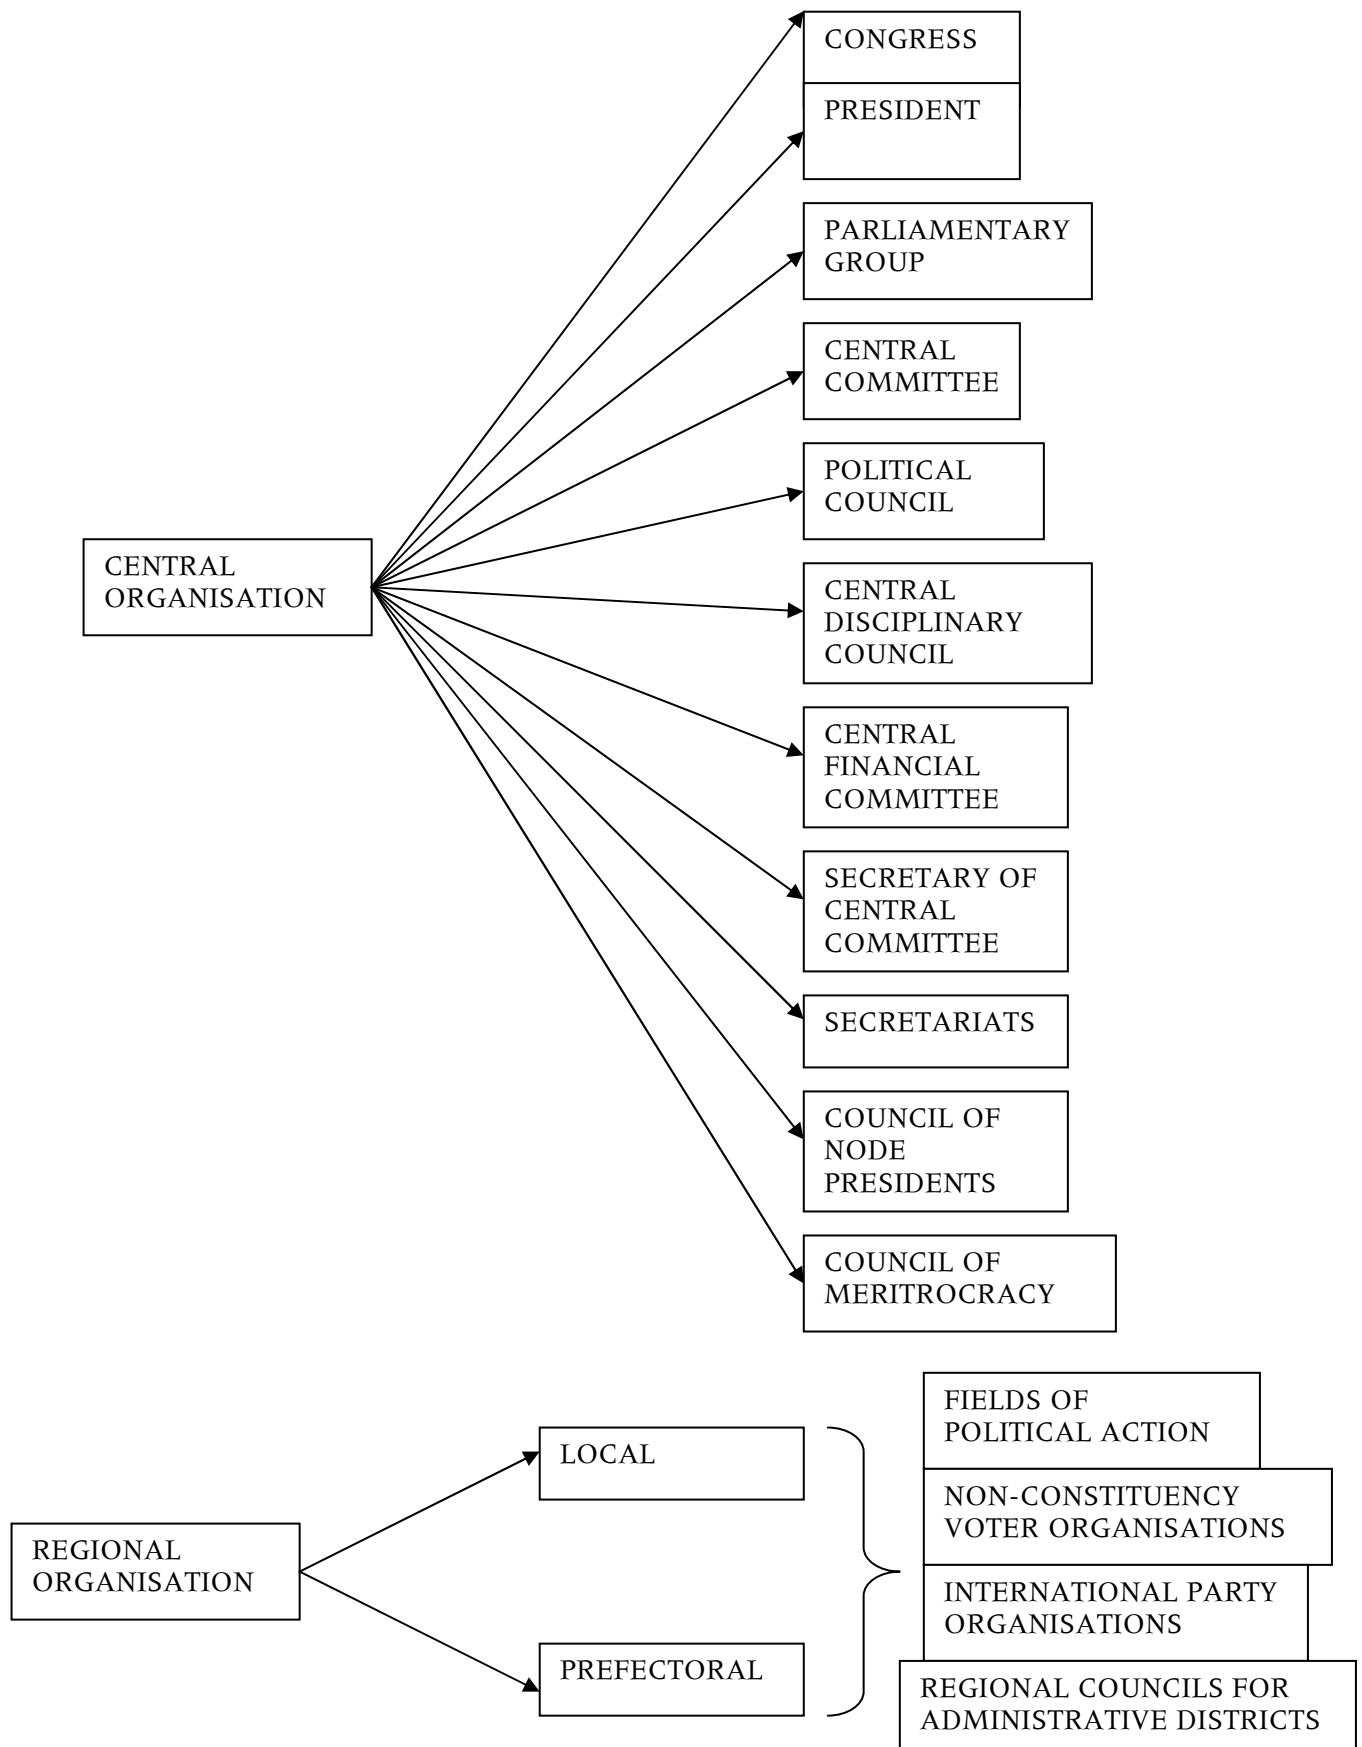 CONGRESS
PRESIDENT
PARLIAMENTARY
GROUP
CENTRAL
COMMITTEE
POLITICAL
COUNCIL
CENTRAL
ORGANISATION
CENTRAL
DISCIPLINARY
COUNCIL
CENTRAL
FINANCIAL
COMMITTEE
SECRETARY OF
CENTRAL
COMMITTEE
SECRETARIATS
COUNCIL OF
NODE
PRESIDENTS
COUNCIL OF
MERITROCRACY
REGIONAL
ORGANISATION
LOCAL
PREFECTORAL
FIELDS OF
POLITICAL ACTION
NON-CONSTITUENCY
VOTER ORGANISATIONS
INTERNATIONAL PARTY
ORGANISATIONS
REGIONAL COUNCILS FOR
ADMINISTRATIVE DISTRICTS